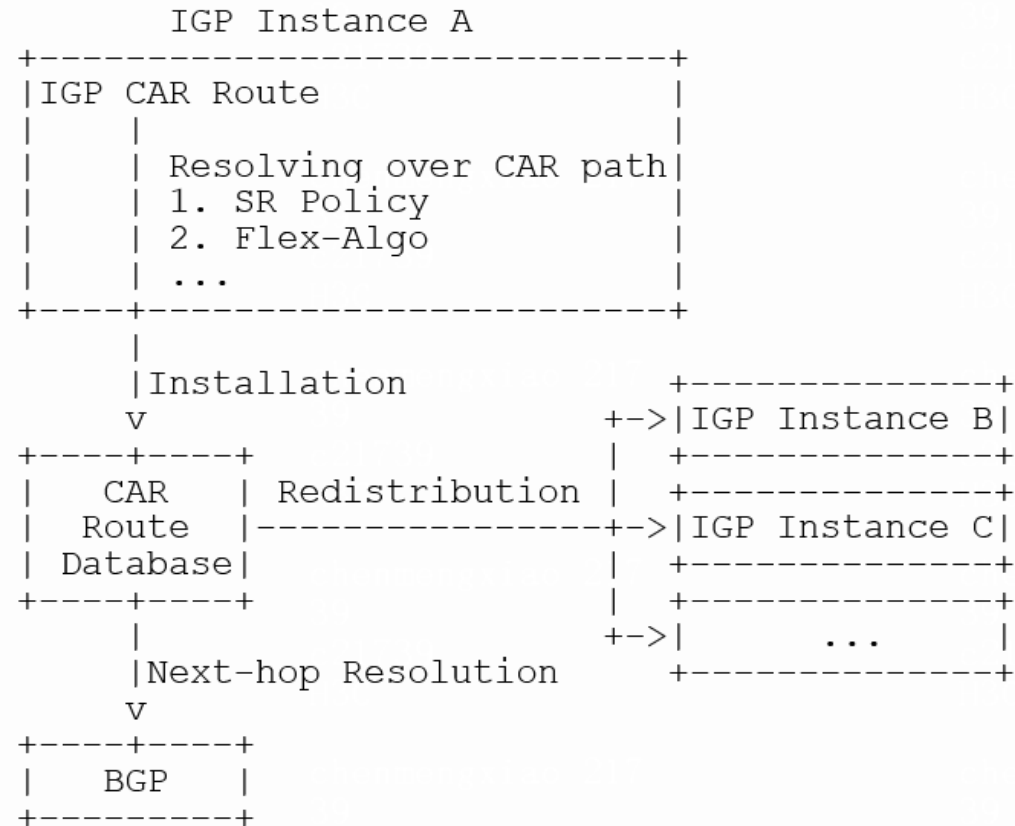 IGP Instance A
IGP CAR Route
Resolving over CAR path
1. SR Policy
2. Flex-Algo
...
Installation
IGP Instance B
CAR
Redistribution
Route
IGP Instance C
Database
...
Next-hop Resolution
BGP